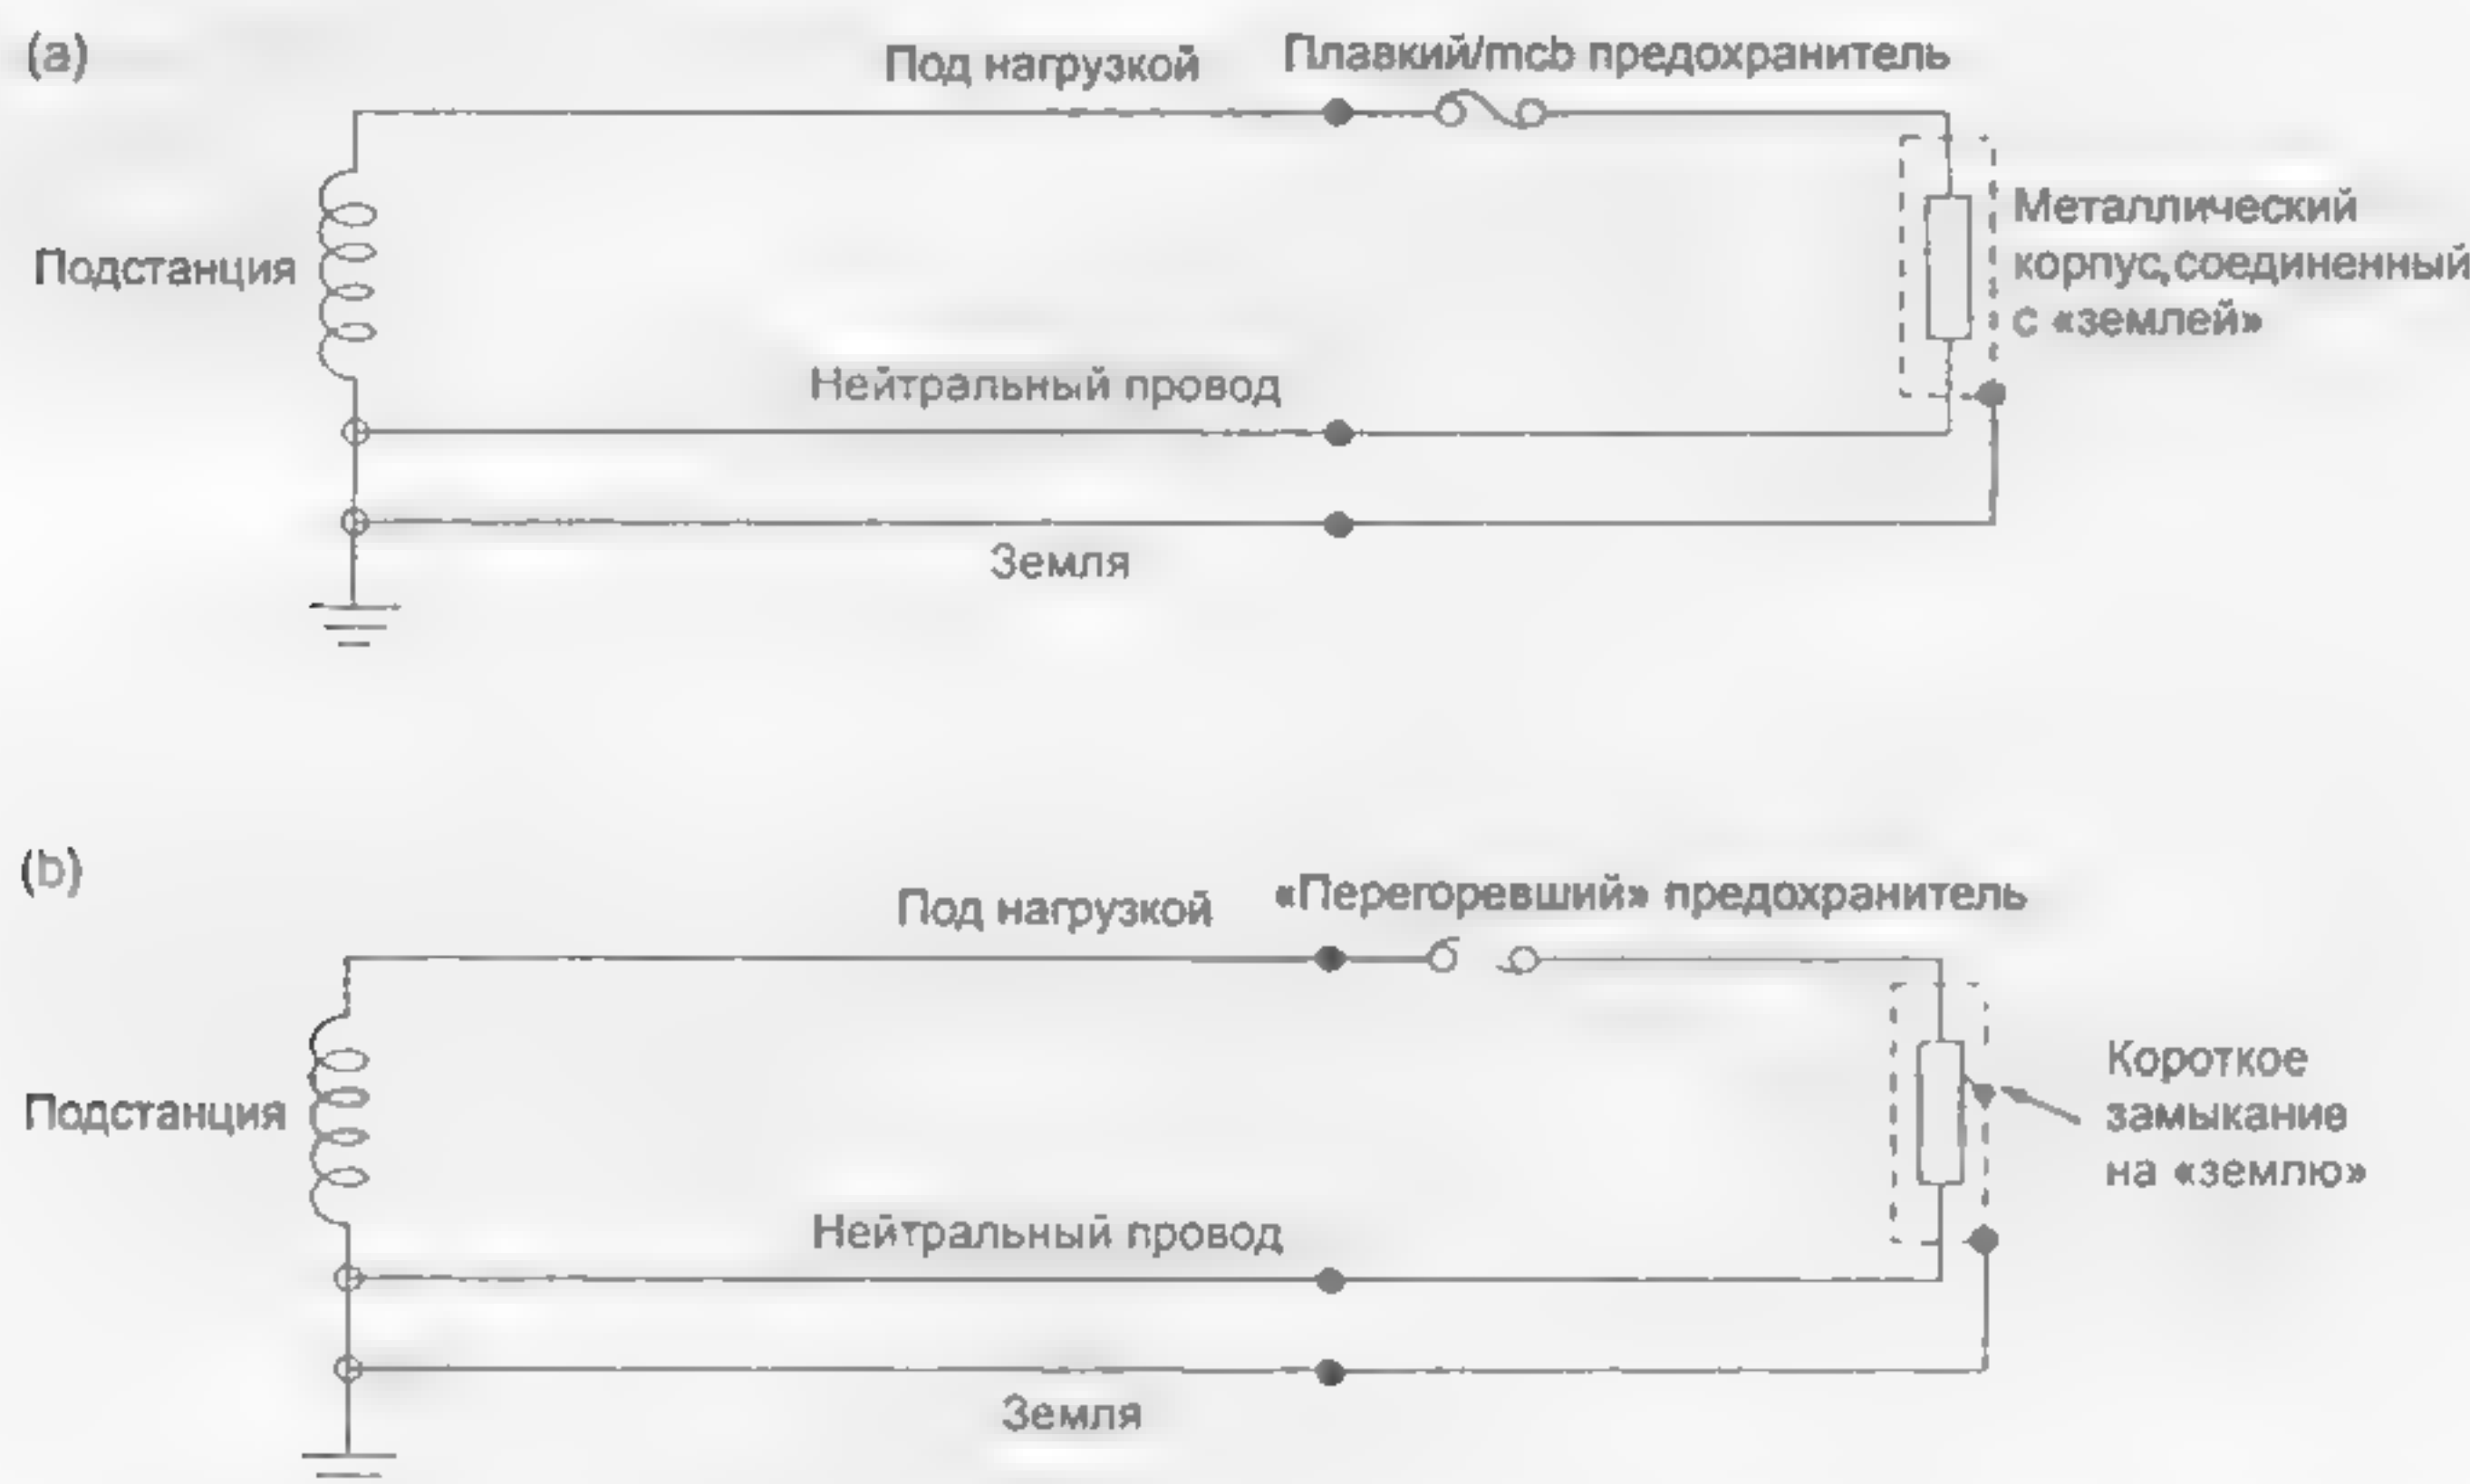 (a)
Под нагрузкой
Плавкий/mcb предохранитель
Подстанция
Металлический
корпус, соединенный
с «землей»
Нейтральный провод
Земля
(b)
Под нагрузкой
«Перегоревший» предохранитель
Подстанция
Короткое
замыкание
на «землю»
Нейтральный провод
Земля